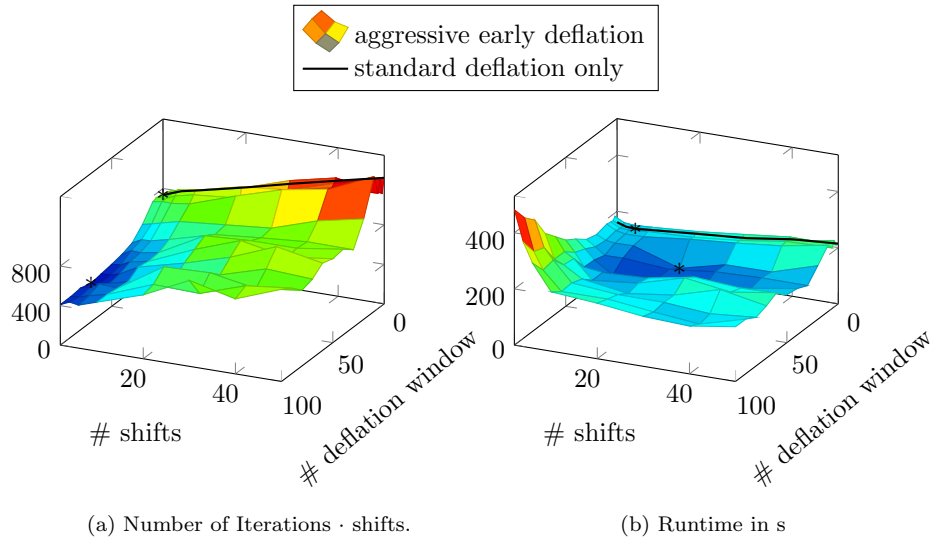 aggressive early deflation
standard deflation only
800
400
0
20
40
0
50
100
# shifts
# deflation window
(a) Number of Iterations · shifts.
400
200
0
20
40
0
50
100
# shifts
# deflation window
(b) Runtime in s